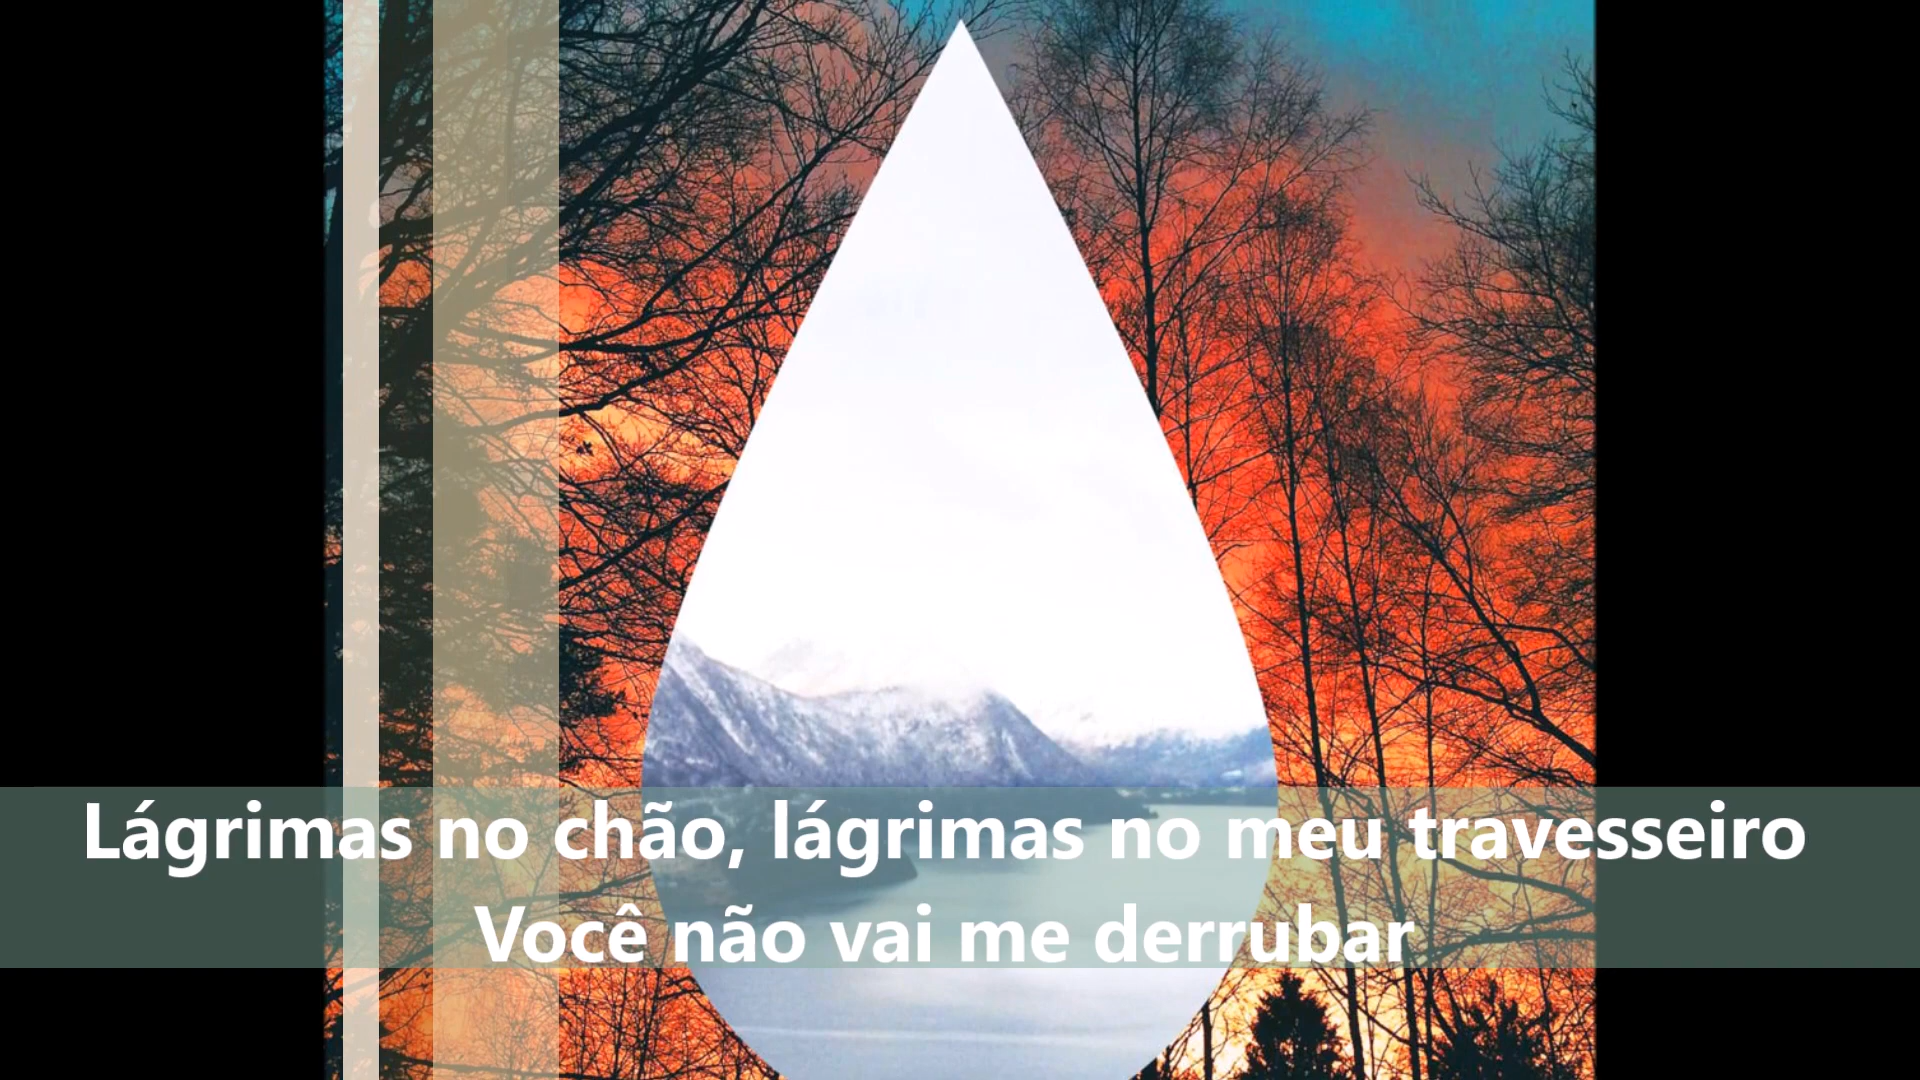 Lágrimas no chão, lágrimas no meu travesseiro
Você não vai me derrubar